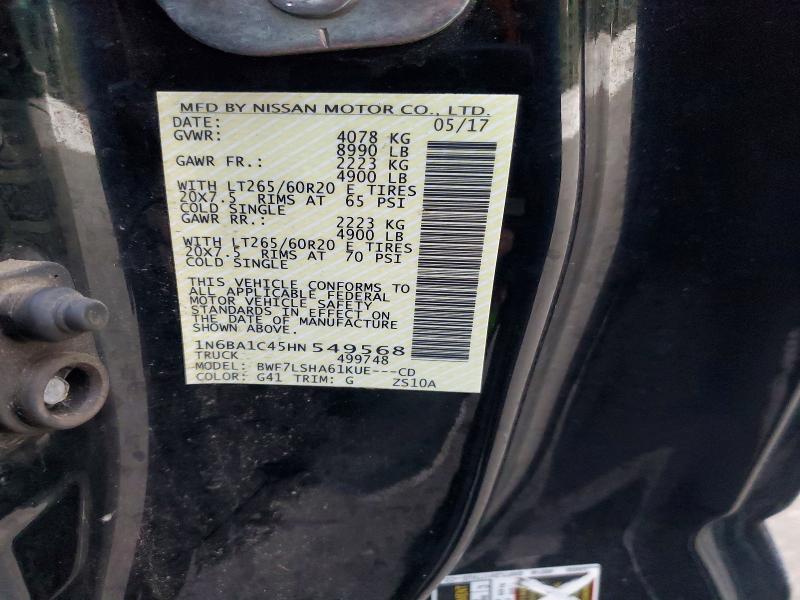 MFD BY NISSAN MOTOR CO., LTD.
DATE: 05/17
GVWR: 4078 KG
8990 LB
GAWR FR.: 2223 KG
4900 LB
WITH LT265/60R20 E TIRES
20X7.5 RIMS AT 65 PSI
COLD SINGLE
GAWR RR.: 2223 KG
4900 LB
WITH LT265/60R20 E TIRES
20X7.5 RIMS AT 70 PSI
COLD SINGLE
THIS VEHICLE CONFORMS TO
ALL APPLICABLE FEDERAL
MOTOR VEHICLE SAFETY
STANDARDS IN EFFECT ON
THE DATE OF MANUFACTURE
SHOWN ABOVE.
1N6BA1C45HN 549568
TRUCK 499748
MODEL: BWF7LSHA61KUE---CD
COLOR: G41 TRIM: G ZS10A